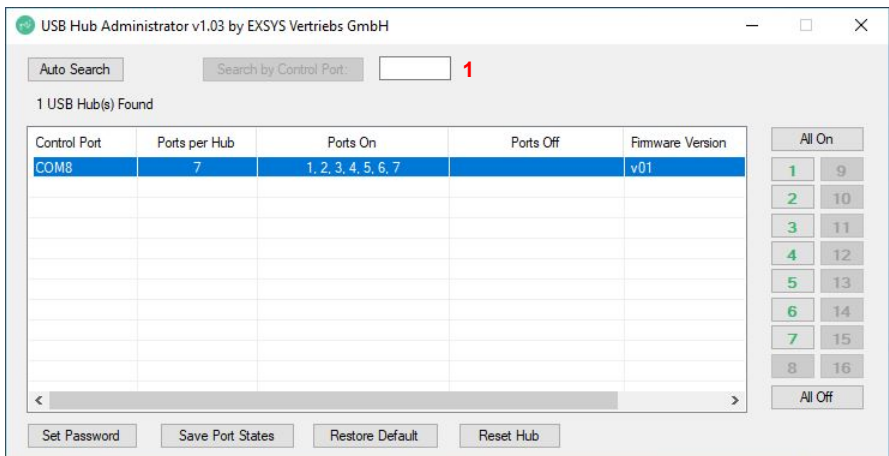 USB Hub Administrator v1.03 by EXSYS Vertriebs GmbH
Auto Search Search by Control Port: 1
1 USB Hub(s) Found
Control Port Ports per Hub Ports On Ports Off Firmware Version All On
COM8 7 1, 2, 3, 4, 5, 6, 7 v01 1 9
2 10
3 11
4 12
5 13
6 14
7 15
8 16
All Off
Set Password Save Port States Restore Default Reset Hub